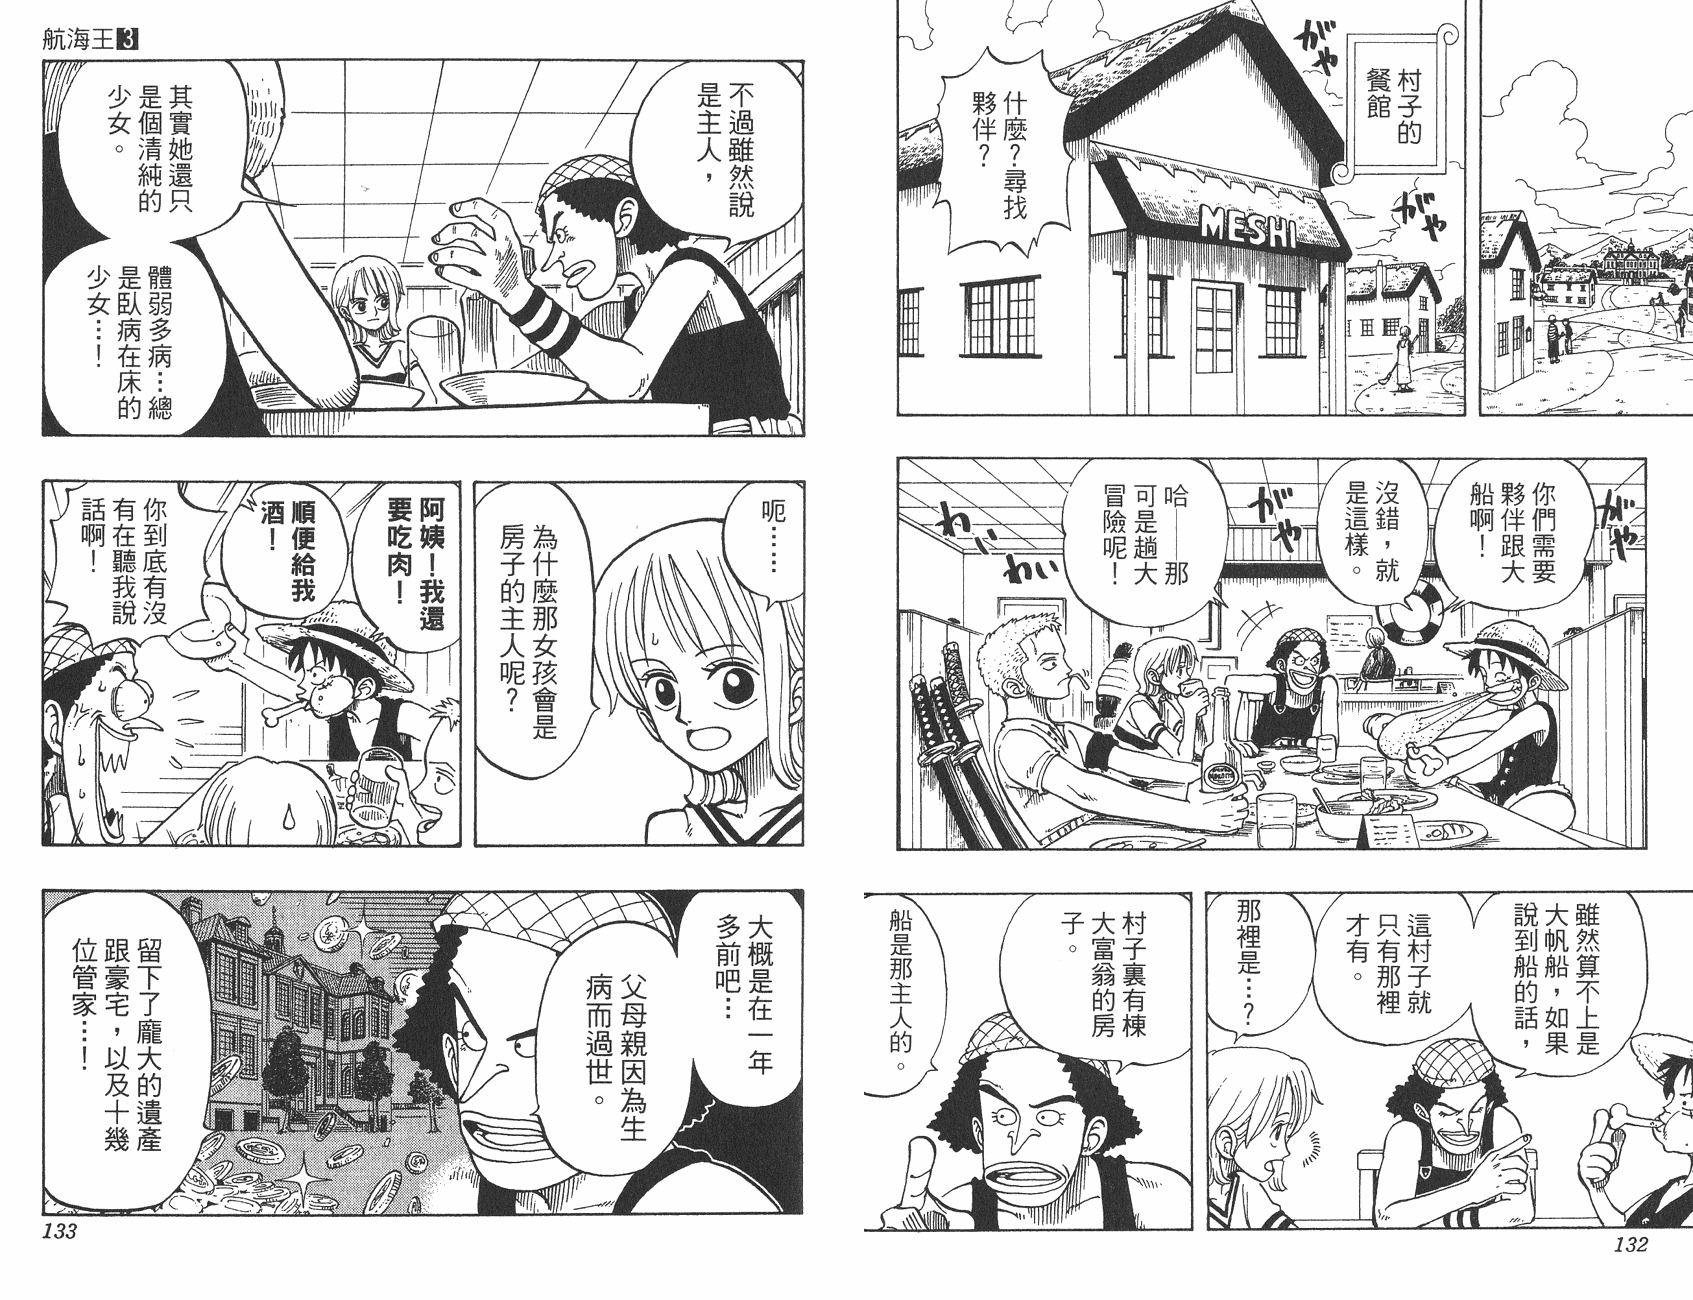 村子的
餐館
がや
がや
MESHI
什麼？尋找
夥伴？
你們需要
夥伴跟大
船啊！
沒錯，就
是這樣。
哈——那
可是趟大
冒險呢！
がや
がや
わいわい
雖然算不上是
大帆船，如果
說到船的話，
這村子就
只有那裡
才有。
那裡是…？
村子裏有棟
大富翁的房
子。
船是那主人的。
132
航海王3
不過雖然說
是主人，
其實她還只
是個清純的
少女。
體弱多病…總
是臥病在床的
少女…！
呃……
為什麼那女孩會是
房子的主人呢？
阿姨！我還
要吃肉！
順便給我
酒！
你到底有沒
有在聽我說
話啊！
大概是在一年
多前吧…
父母親因為生
病而過世。
留下了龐大的遺產
跟豪宅，以及十幾
位管家…！
133